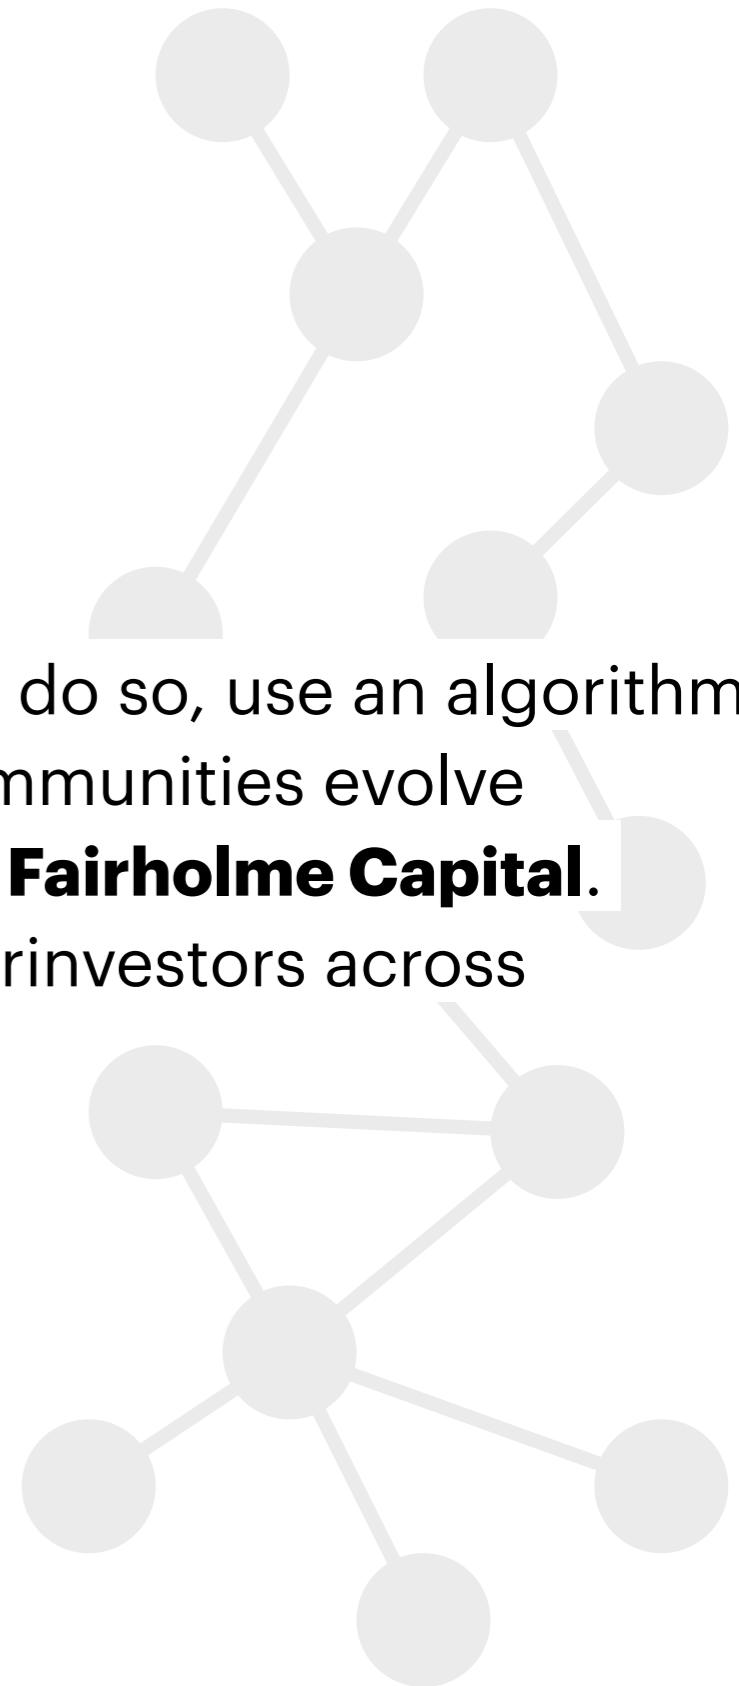 do so, use an algorithm
mmunities evolve
Fairholme Capital.
rinvestors across